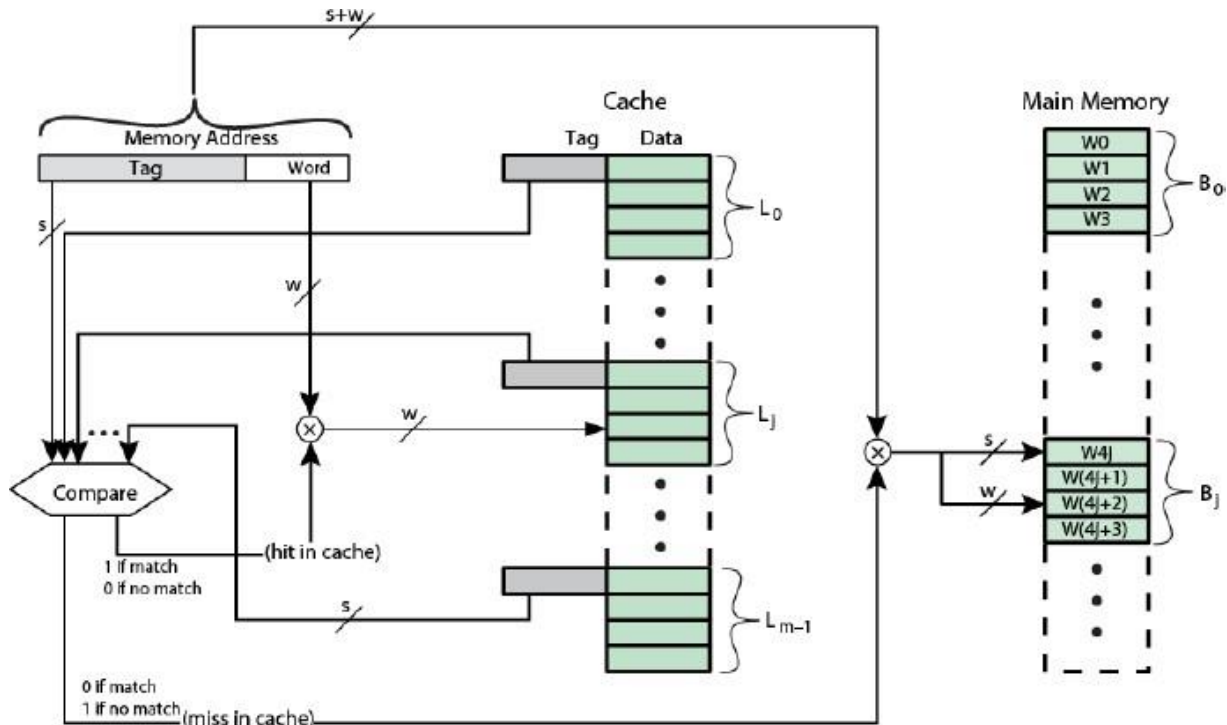 s+w
Cache
Main Memory
Memory Address
Tag Data
Tag Word
W0
W1
W2
W3
B0
L0
s
w
Lj
w
W4j
W(4j+1)
W(4j+2)
W(4j+3)
Bj
s
w
Compare
(hit in cache)
1 if match
0 if no match
s
Lm–1
0 if match
1 if no match
(miss in cache)